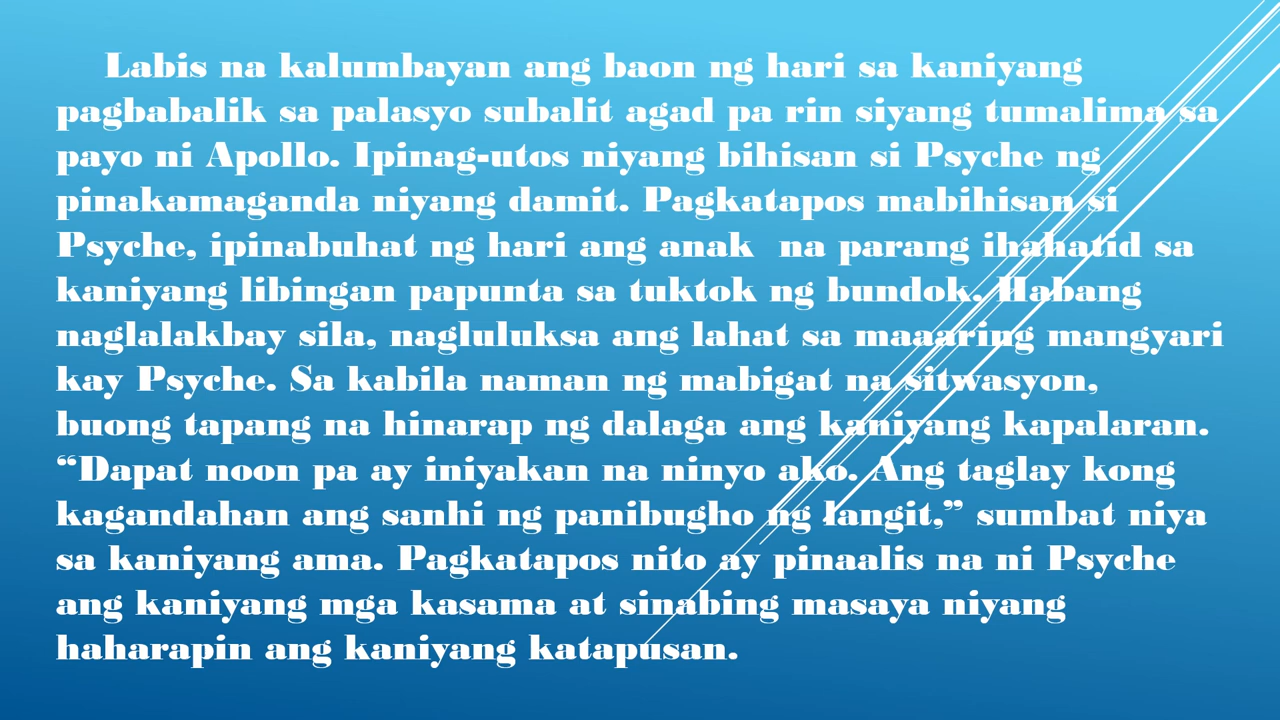 Labis na kalumbayan ang baon ng hari sa kaniyang
pagbabalik sa palasyo subalit agad pa rin siyang tumalima sa
payo ni Apollo. Ipinag-utos niyang bihisan si Psyche ng
pinakamaganda niyang damit. Pagkatapos mabihisan si
Psyche, ipinabuhat ng hari ang anak  na parang ihahatid sa
kaniyang libingan papunta sa tuktok ng bundok. Habang
naglalakbay sila, nagluluksa ang lahat sa maaaring mangyari
kay Psyche. Sa kabila naman ng mabigat na sitwasyon,
buong tapang na hinarap ng dalaga ang kaniyang kapalaran.
“Dapat noon pa ay iniyakan na ninyo ako. Ang taglay kong
kagandahan ang sanhi ng panibugho ng langit,” sumbat niya
sa kaniyang ama. Pagkatapos nito ay pinaalis na ni Psyche
ang kaniyang mga kasama at sinabing masaya niyang
haharapin ang kaniyang katapusan.